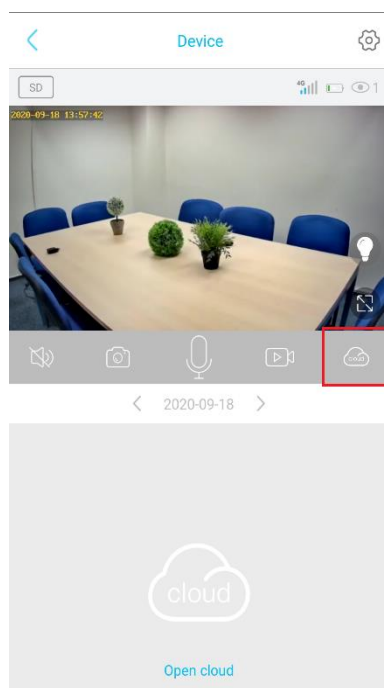 Device
SD
4G 1
2020-09-18 13:57:42
cloud
2020-09-18
cloud
Open cloud